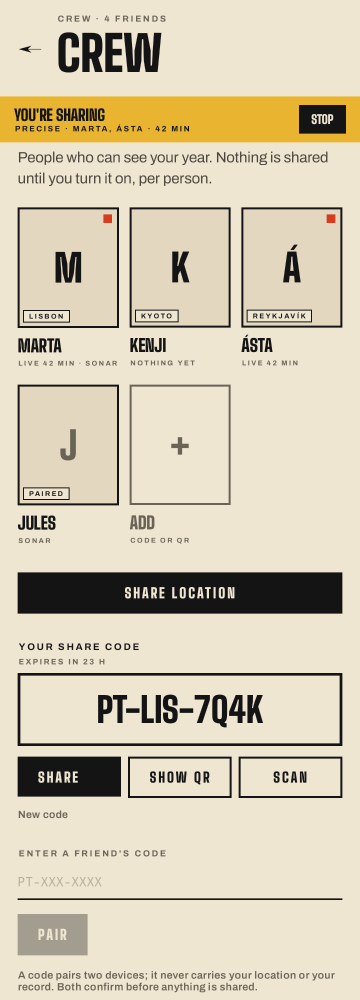 CREW · 4 FRIENDS
CREW
YOU'RE SHARING
PRECISE · MARTA, ÁSTA · 42 MIN
STOP
People who can see your year. Nothing is shared
until you turn it on, per person.
M
K
Á
LISBON
KYOTO
REYKJAVÍK
MARTA
KENJI
ÁSTA
LIVE 42 MIN · SONAR
NOTHING YET
LIVE 42 MIN
J
+
PAIRED
JULES
ADD
SONAR
CODE OR QR
SHARE LOCATION
YOUR SHARE CODE
EXPIRES IN 23 H
PT-LIS-7Q4K
SHARE
SHOW QR
SCAN
New code
ENTER A FRIEND'S CODE
PT-XXX-XXXX
PAIR
A code pairs two devices; it never carries your location or your
record. Both confirm before anything is shared.